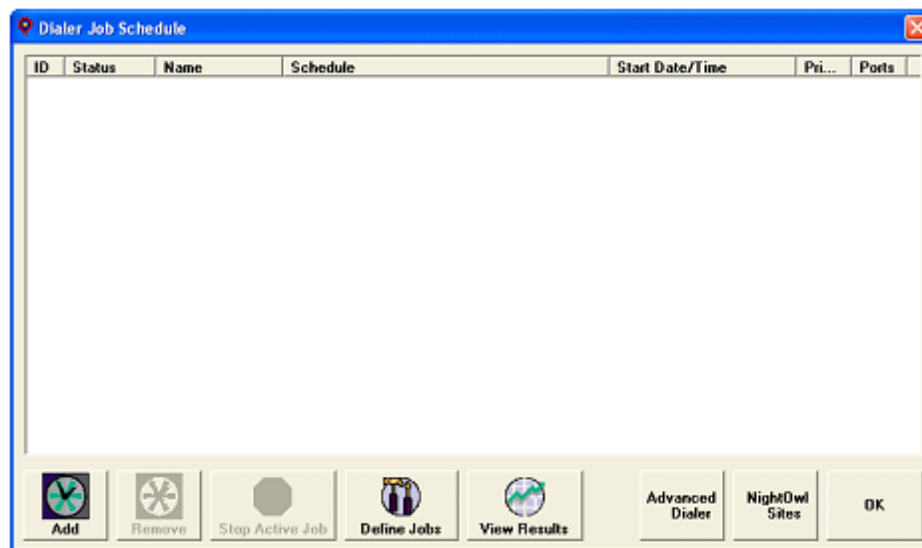 Dialer Job Schedule
ID Status Name Schedule Start Date/Time Pri... Ports
Add Remove Stop Active Job Define Jobs View Results Advanced Dialer NightOwl Sites OK